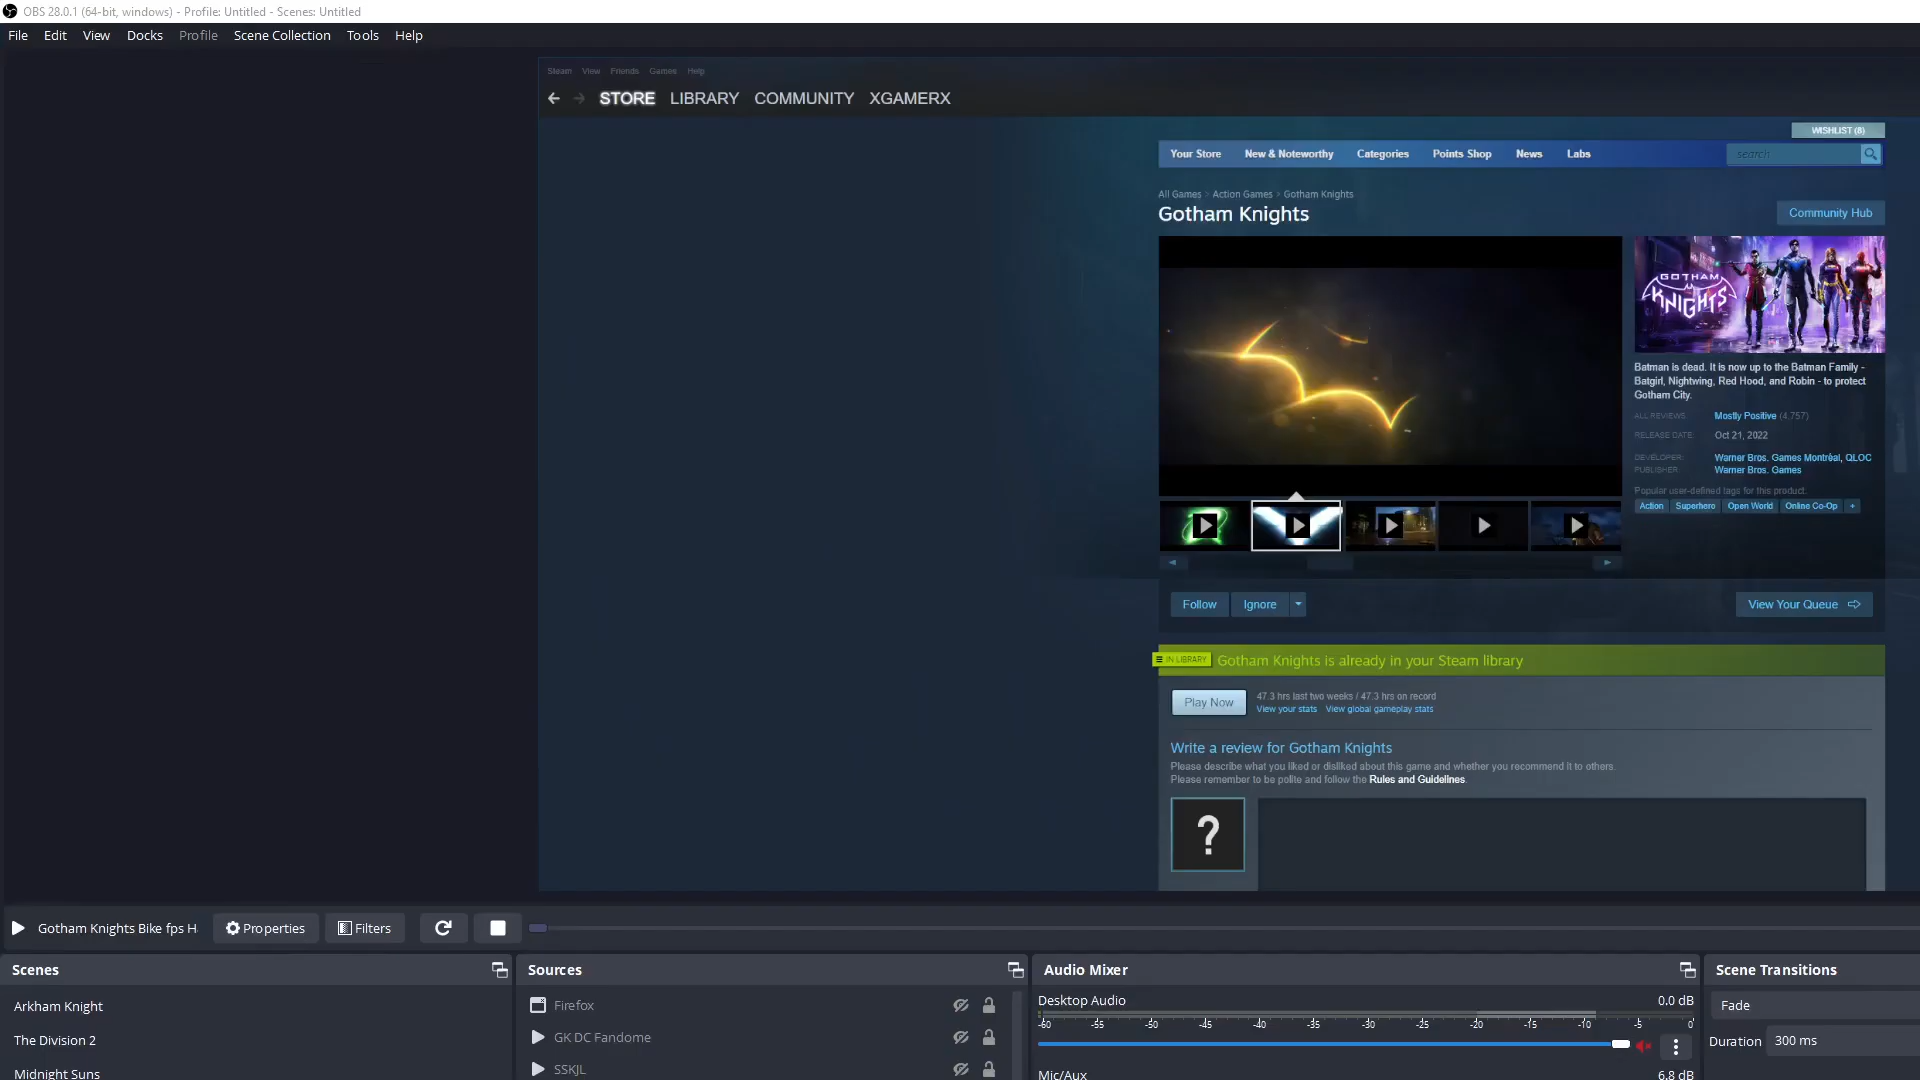 OBS 28.0.1 (64-bit, windows) - Profile: Untitled - Scenes: Untitled
File Edit View Docks Profile Scene Collection Tools Help
Steam View Friends Games Help
STORE LIBRARY COMMUNITY XGAMERX
WISHLIST (8)
Your Store New & Noteworthy Categories Points Shop News Labs search
All Games > Action Games > Gotham Knights
Gotham Knights
Community Hub
GOTHAM
KNIGHTS
Batman is dead. It is now up to the Batman Family -
Batgirl, Nightwing, Red Hood, and Robin - to protect
Gotham City.
ALL REVIEWS: Mostly Positive (4,757)
RELEASE DATE: Oct 21, 2022
DEVELOPER: Warner Bros. Games Montréal, QLOC
PUBLISHER: Warner Bros. Games
Popular user-defined tags for this product:
Action Superhero Open World Online Co-Op +
Follow Ignore View Your Queue
IN LIBRARY Gotham Knights is already in your Steam library
Play Now
47.3 hrs last two weeks / 47.3 hrs on record
View your stats View global gameplay stats
Write a review for Gotham Knights
Please describe what you liked or disliked about this game and whether you recommend it to others.
Please remember to be polite and follow the Rules and Guidelines.
?
Gotham Knights Bike fps H Properties Filters
Scenes
Arkham Knight
The Division 2
Midnight Suns
Sources
Firefox
GK DC Fandome
SSKJL
Audio Mixer
Desktop Audio 0.0 dB
-60 -55 -50 -45 -40 -35 -30 -25 -20 -15 -10 -5 0
Mic/Aux 6.8 dB
Scene Transitions
Fade
Duration 300 ms